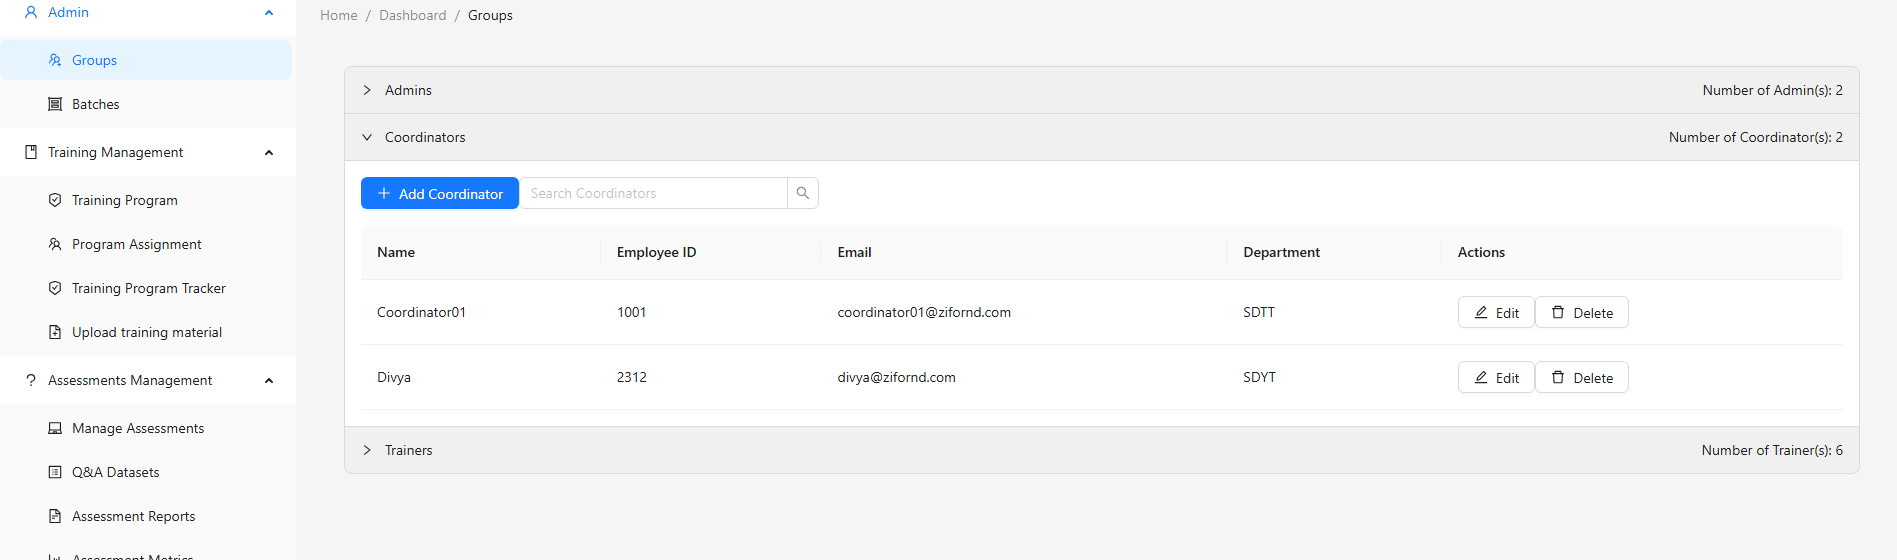 Admin
Groups
Batches
Training Management
Training Program
Program Assignment
Training Program Tracker
Upload training material
Assessments Management
Manage Assessments
Q&A Datasets
Assessment Reports
Assessment Metrics
Home / Dashboard / Groups
Admins Number of Admin(s): 2
Coordinators Number of Coordinator(s): 2
Add Coordinator Search Coordinators
Name Employee ID Email Department Actions
Coordinator01 1001 coordinator01@zifornd.com SDTT Edit Delete
Divya 2312 divya@zifornd.com SDYT Edit Delete
Trainers Number of Trainer(s): 6